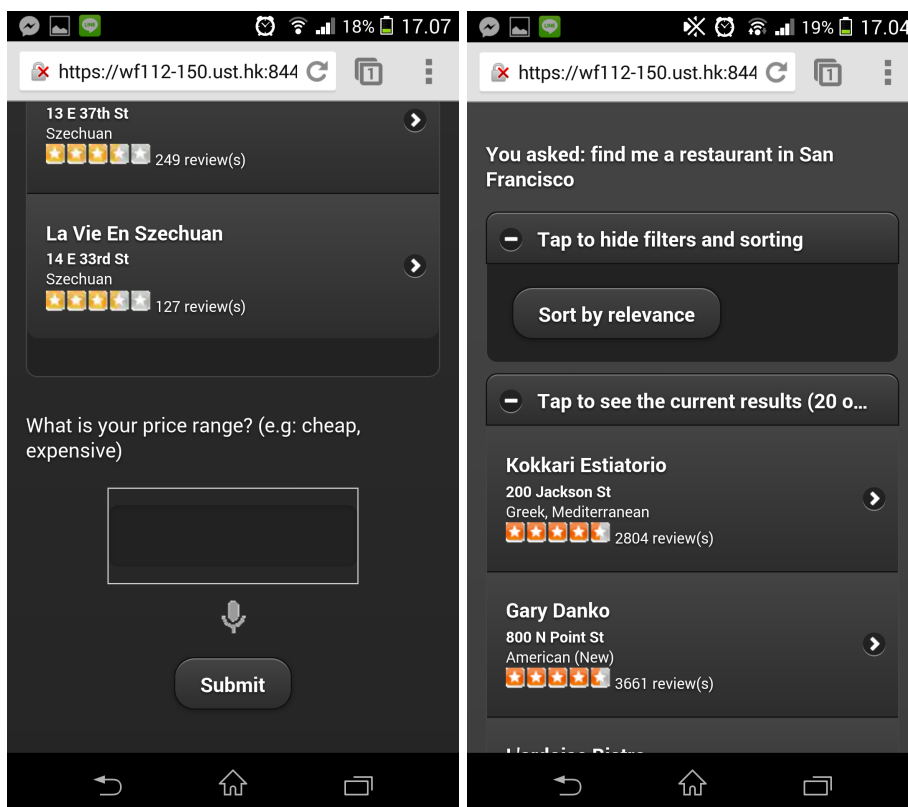 LINE
18% 17.07
https://wf112-150.ust.hk:844
1
13 E 37th St
Szechuan
249 review(s)
La Vie En Szechuan
14 E 33rd St
Szechuan
127 review(s)
What is your price range? (e.g: cheap,
expensive)
Submit
LINE
19% 17.04
https://wf112-150.ust.hk:844
1
You asked: find me a restaurant in San
Francisco
Tap to hide filters and sorting
Sort by relevance
Tap to see the current results (20 o...
Kokkari Estiatorio
200 Jackson St
Greek, Mediterranean
2804 review(s)
Gary Danko
800 N Point St
American (New)
3661 review(s)